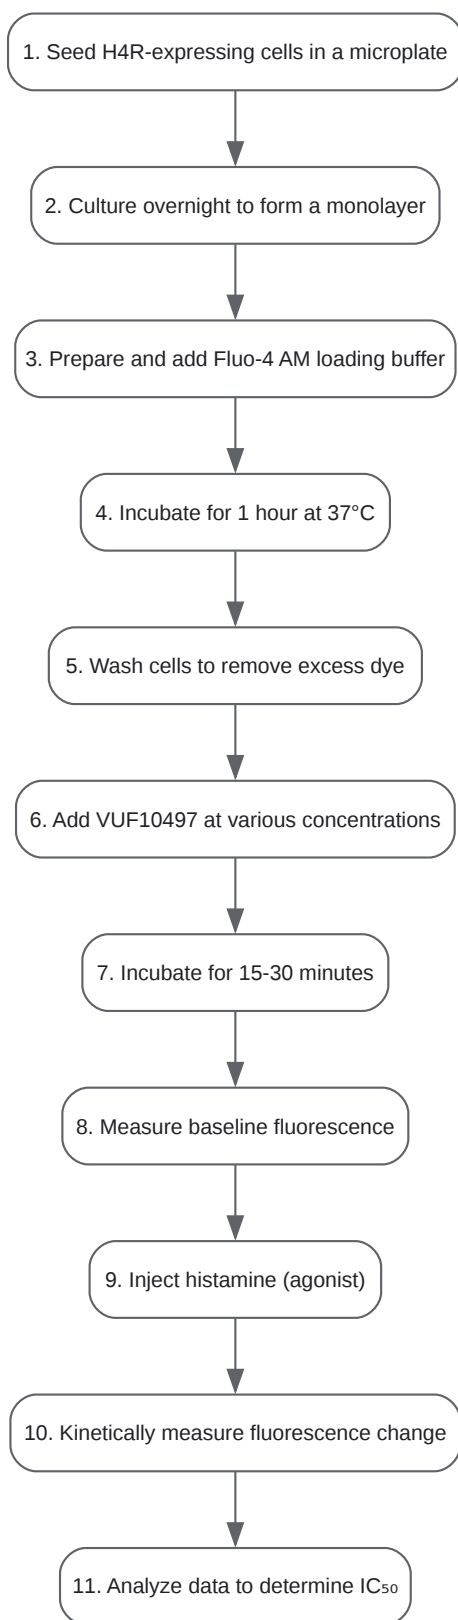 1. Seed H4R-expressing cells in a microplate
2. Culture overnight to form a monolayer
3. Prepare and add Fluo-4 AM loading buffer
4. Incubate for 1 hour at 37°C
5. Wash cells to remove excess dye
6. Add VUF10497 at various concentrations
7. Incubate for 15-30 minutes
8. Measure baseline fluorescence
9. Inject histamine (agonist)
10. Kinetically measure fluorescence change
11. Analyze data to determine IC₅₀